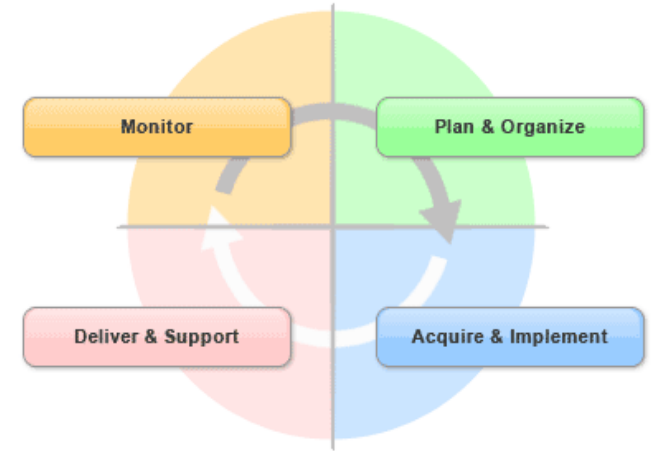 Monitor
Plan & Organize
Deliver & Support
Acquire & Implement